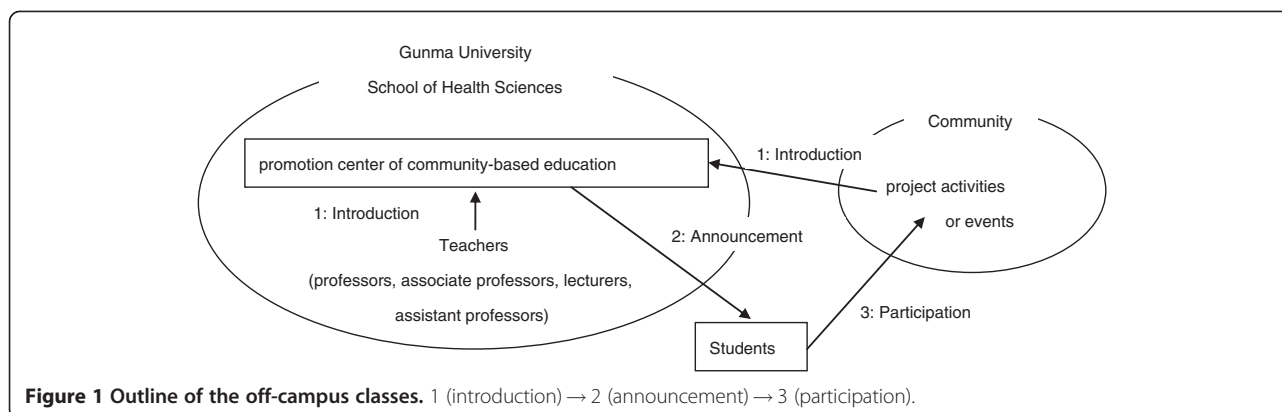 Gunma University
School of Health Sciences
promotion center of community-based education
1: Introduction
Teachers
(professors, associate professors, lecturers,
assistant professors)
2: Announcement
Students
1: Introduction
Community
project activities
or events
3: Participation
Figure 1 Outline of the off-campus classes. 1 (introduction) → 2 (announcement) → 3 (participation).